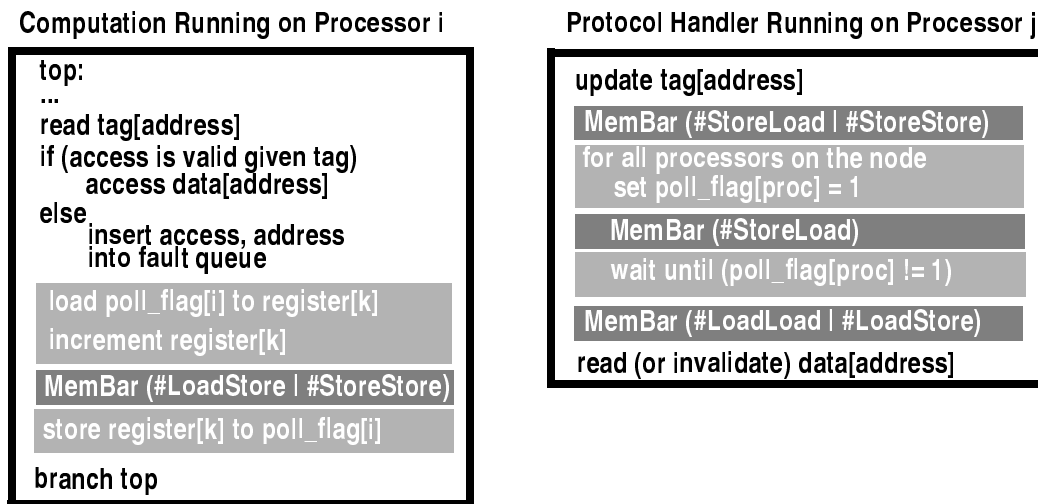 Computation Running on Processor i
top:
...
read tag[address]
if (access is valid given tag)
access data[address]
else
insert access, address
into fault queue
load poll_flag[i] to register[k]
increment register[k]
MemBar (#LoadStore | #StoreStore)
store register[k] to poll_flag[i]
branch top
Protocol Handler Running on Processor j
update tag[address]
MemBar (#StoreLoad | #StoreStore)
for all processors on the node
set poll_flag[proc] = 1
MemBar (#StoreLoad)
wait until (poll_flag[proc] != 1)
MemBar (#LoadLoad | #LoadStore)
read (or invalidate) data[address]